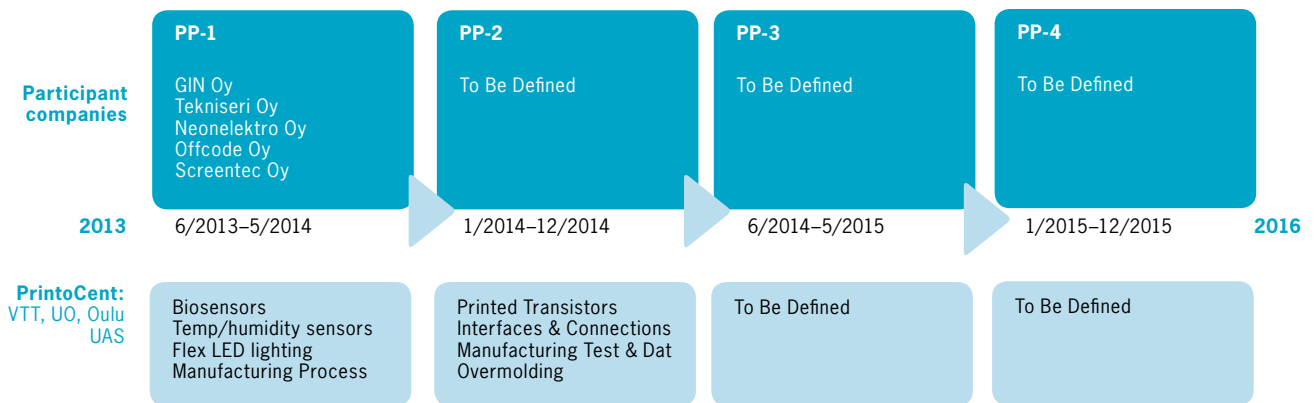 PP-1
PP-2
PP-3
PP-4
Participant
companies
GIN Oy
Tekniseri Oy
Neonelektro Oy
Offcode Oy
Screentec Oy
To Be Defined
To Be Defined
To Be Defined
2013
6/2013–5/2014
1/2014–12/2014
6/2014–5/2015
1/2015–12/2015
2016
PrintoCent:
VTT, UO, Oulu
UAS
Biosensors
Temp/humidity sensors
Flex LED lighting
Manufacturing Process
Printed Transistors
Interfaces & Connections
Manufacturing Test & Dat
Overmolding
To Be Defined
To Be Defined